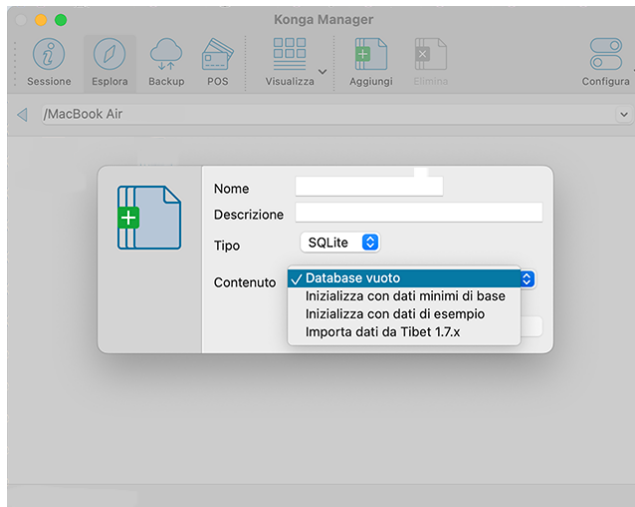 Konga Manager
Sessione Esplora Backup POS Visualizza Aggiungi Elimina Configura
/MacBook Air
Nome
Descrizione
Tipo SQLite
Contenuto ✓ Database vuoto
Inizializza con dati minimi di base
Inizializza con dati di esempio
Importa dati da Tibet 1.7.x